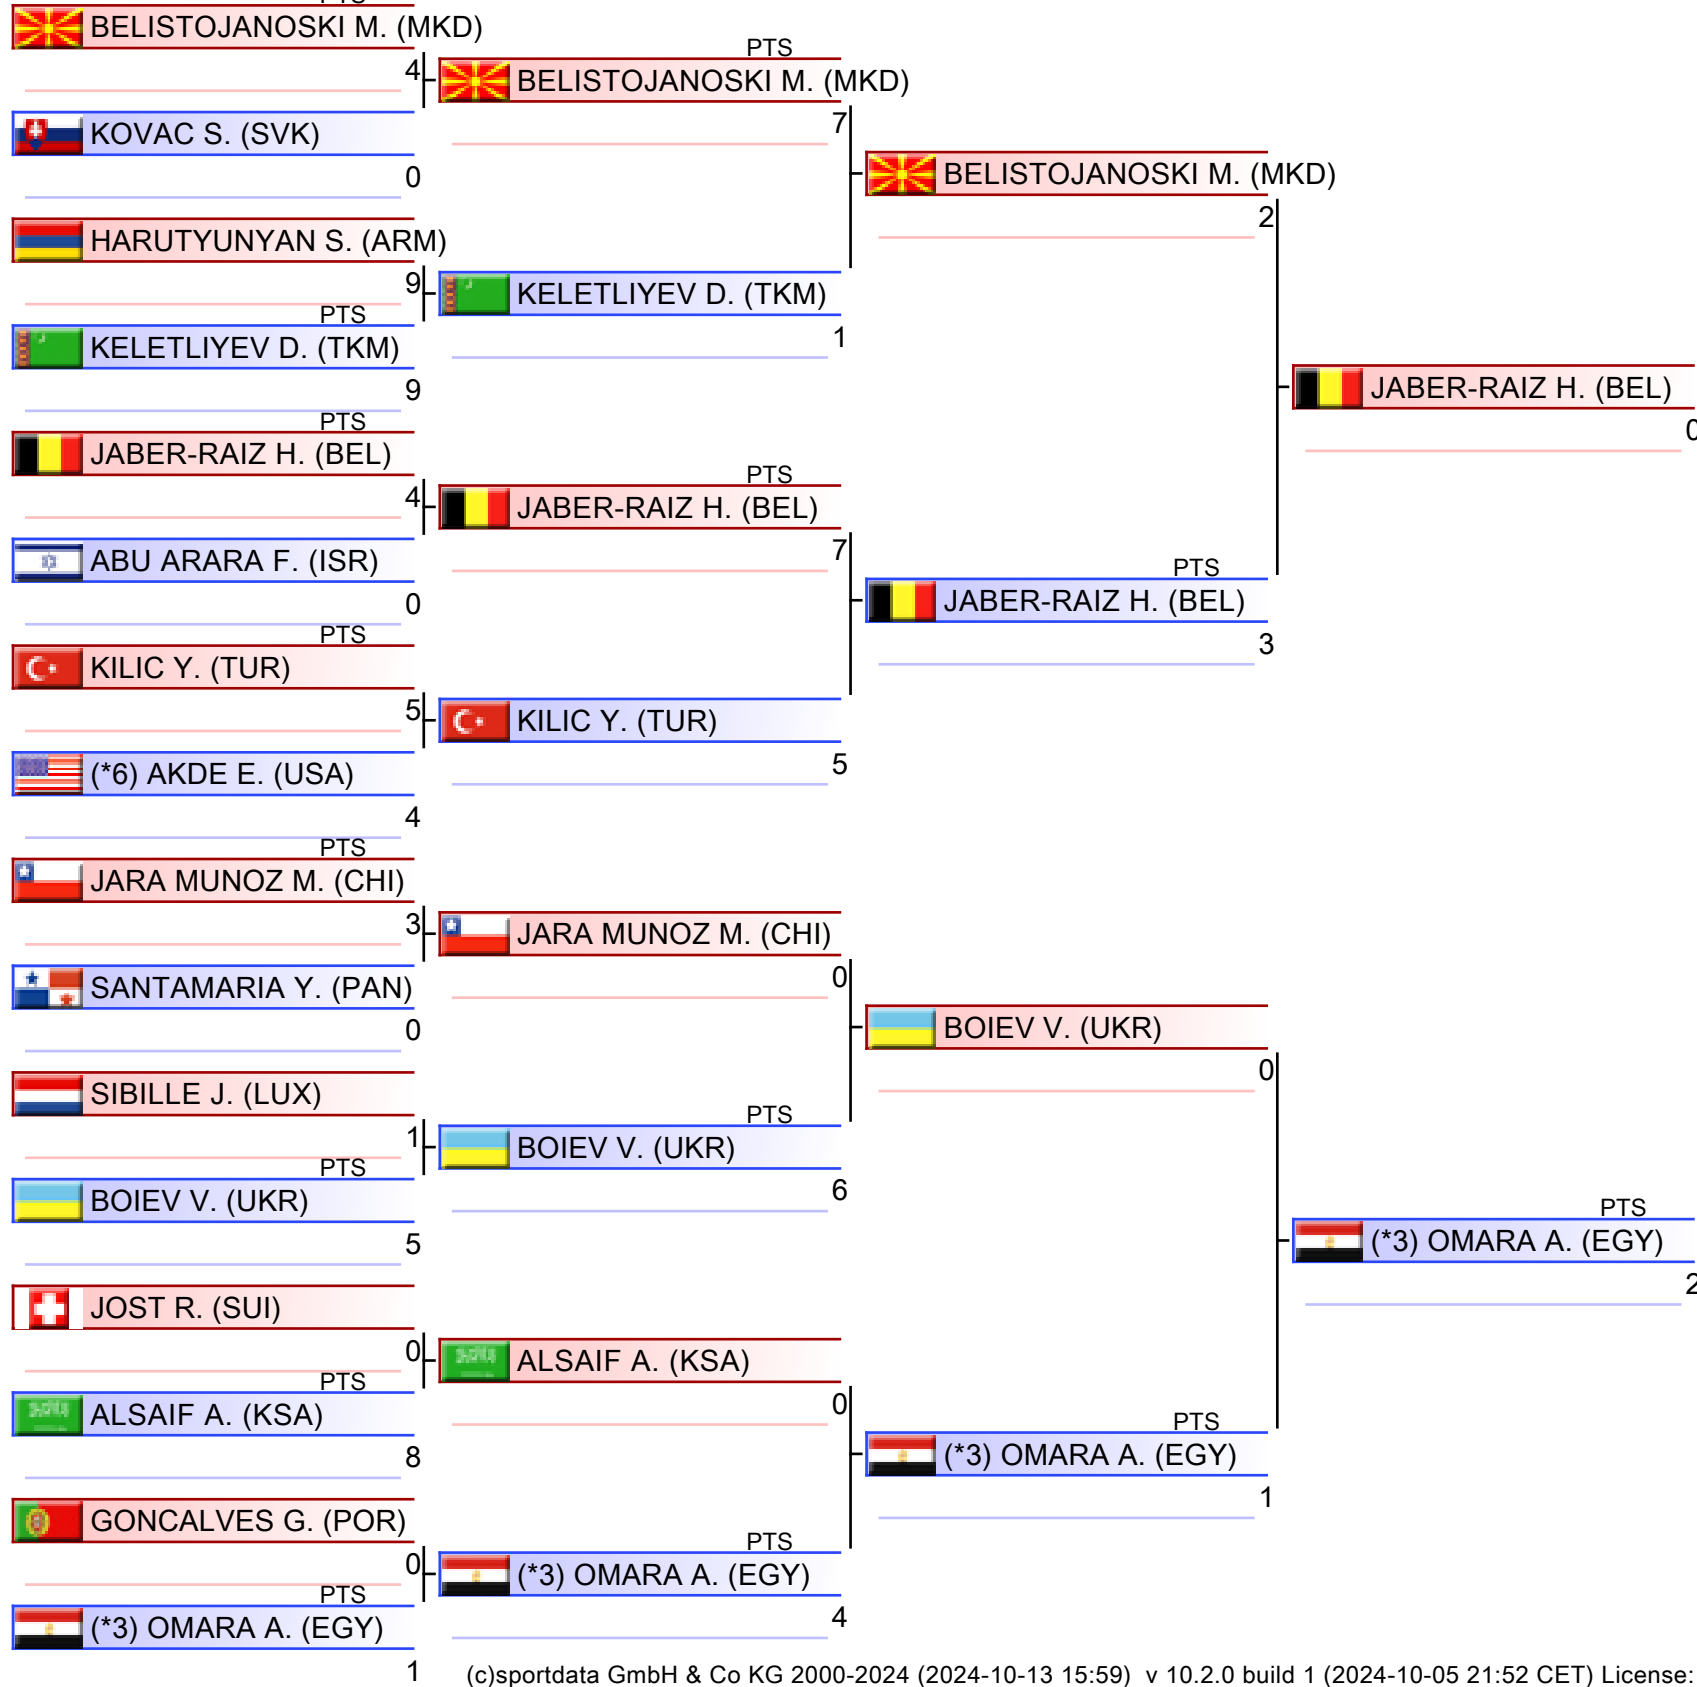 PTS
BELISTOJANOSKI M. (MKD)
4
KOVAC S. (SVK)
0
HARUTYUNYAN S. (ARM)
9
PTS
KELETLIYEV D. (TKM)
9
PTS
JABER-RAIZ H. (BEL)
4
ABU ARARA F. (ISR)
0
PTS
KILIC Y. (TUR)
5
(*6) AKDE E. (USA)
4
PTS
JARA MUNOZ M. (CHI)
3
SANTAMARIA Y. (PAN)
0
SIBILLE J. (LUX)
1
PTS
BOIEV V. (UKR)
5
JOST R. (SUI)
0
PTS
ALSAIF A. (KSA)
8
GONCALVES G. (POR)
0
PTS
(*3) OMARA A. (EGY)
1
PTS
BELISTOJANOSKI M. (MKD)
7
KELETLIYEV D. (TKM)
1
PTS
JABER-RAIZ H. (BEL)
7
KILIC Y. (TUR)
5
JARA MUNOZ M. (CHI)
0
PTS
BOIEV V. (UKR)
6
ALSAIF A. (KSA)
0
PTS
(*3) OMARA A. (EGY)
4
BELISTOJANOSKI M. (MKD)
2
PTS
JABER-RAIZ H. (BEL)
3
BOIEV V. (UKR)
0
PTS
(*3) OMARA A. (EGY)
1
JABER-RAIZ H. (BEL)
0
PTS
(*3) OMARA A. (EGY)
2
(c)sportdata GmbH & Co KG 2000-2024 (2024-10-13 15:59) v 10.2.0 build 1 (2024-10-05 21:52 CET) License: